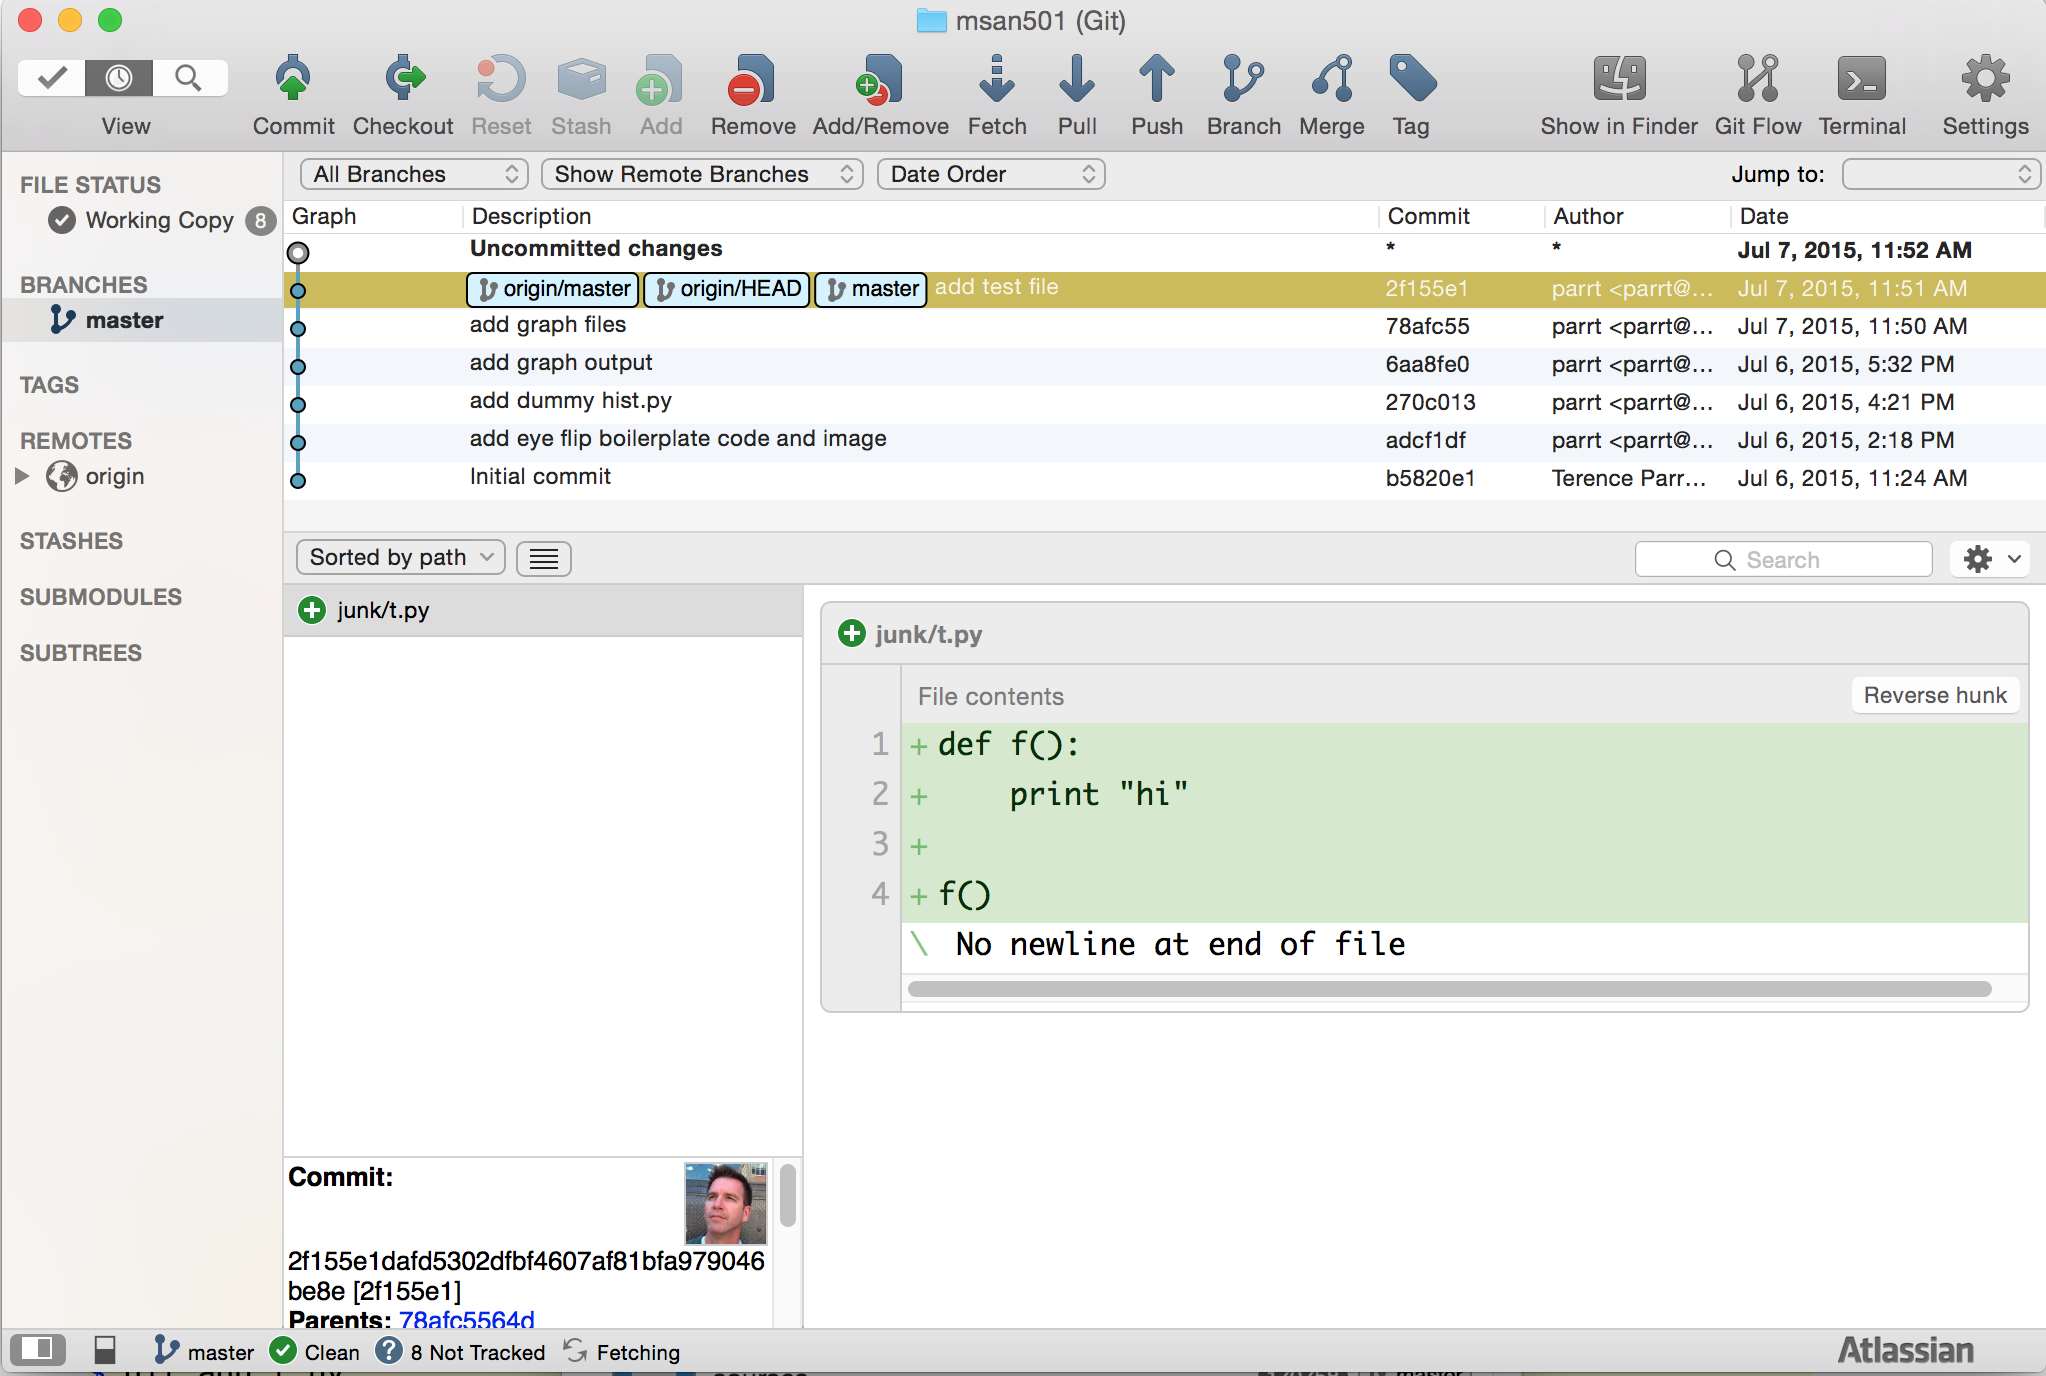 msan501 (Git)
View Commit Checkout Reset Stash Add Remove Add/Remove Fetch Pull Push Branch Merge Tag Show in Finder Git Flow Terminal Settings
FILE STATUS
Working Copy 8
BRANCHES
master
TAGS
REMOTES
origin
STASHES
SUBMODULES
SUBTREES
All Branches Show Remote Branches Date Order Jump to:
Graph Description Commit Author Date
Uncommitted changes * * Jul 7, 2015, 11:52 AM
origin/master origin/HEAD master add test file 2f155e1 parrt <parrt@... Jul 7, 2015, 11:51 AM
add graph files 78afc55 parrt <parrt@... Jul 7, 2015, 11:50 AM
add graph output 6aa8fe0 parrt <parrt@... Jul 6, 2015, 5:32 PM
add dummy hist.py 270c013 parrt <parrt@... Jul 6, 2015, 4:21 PM
add eye flip boilerplate code and image adcf1df parrt <parrt@... Jul 6, 2015, 2:18 PM
Initial commit b5820e1 Terence Parr... Jul 6, 2015, 11:24 AM
Sorted by path Search
junk/t.py
junk/t.py
File contents Reverse hunk
1 + def f():
2 +     print "hi"
3 +
4 + f()
\ No newline at end of file
Commit:
2f155e1dafd5302dfbf4607af81bfa979046
be8e [2f155e1]
Parents: 78afc5564d
master Clean 8 Not Tracked Fetching Atlassian